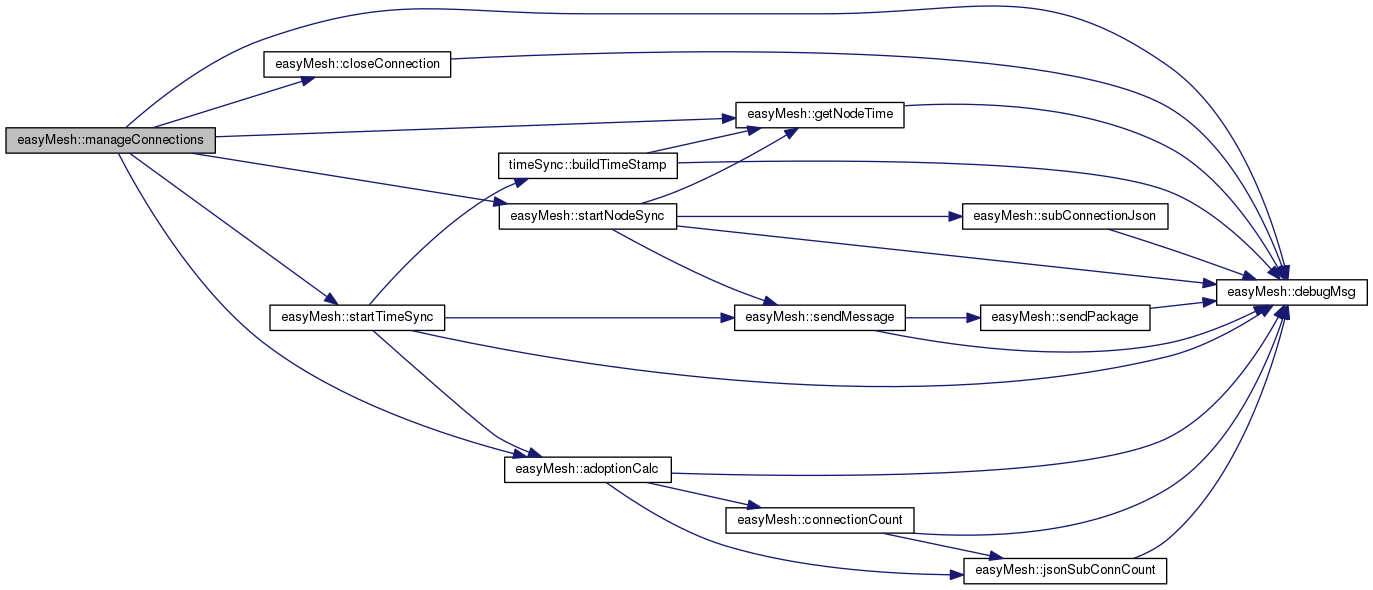 easyMesh::manageConnections
easyMesh::closeConnection
easyMesh::getNodeTime
timeSync::buildTimeStamp
easyMesh::startNodeSync
easyMesh::subConnectionJson
easyMesh::debugMsg
easyMesh::startTimeSync
easyMesh::sendMessage
easyMesh::sendPackage
easyMesh::adoptionCalc
easyMesh::connectionCount
easyMesh::jsonSubConnCount